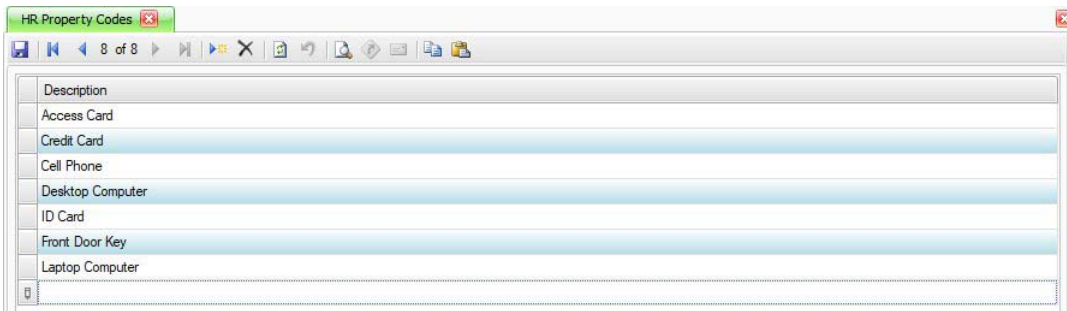 HR Property Codes
8 of 8
Description
Access Card
Credit Card
Cell Phone
Desktop Computer
ID Card
Front Door Key
Laptop Computer